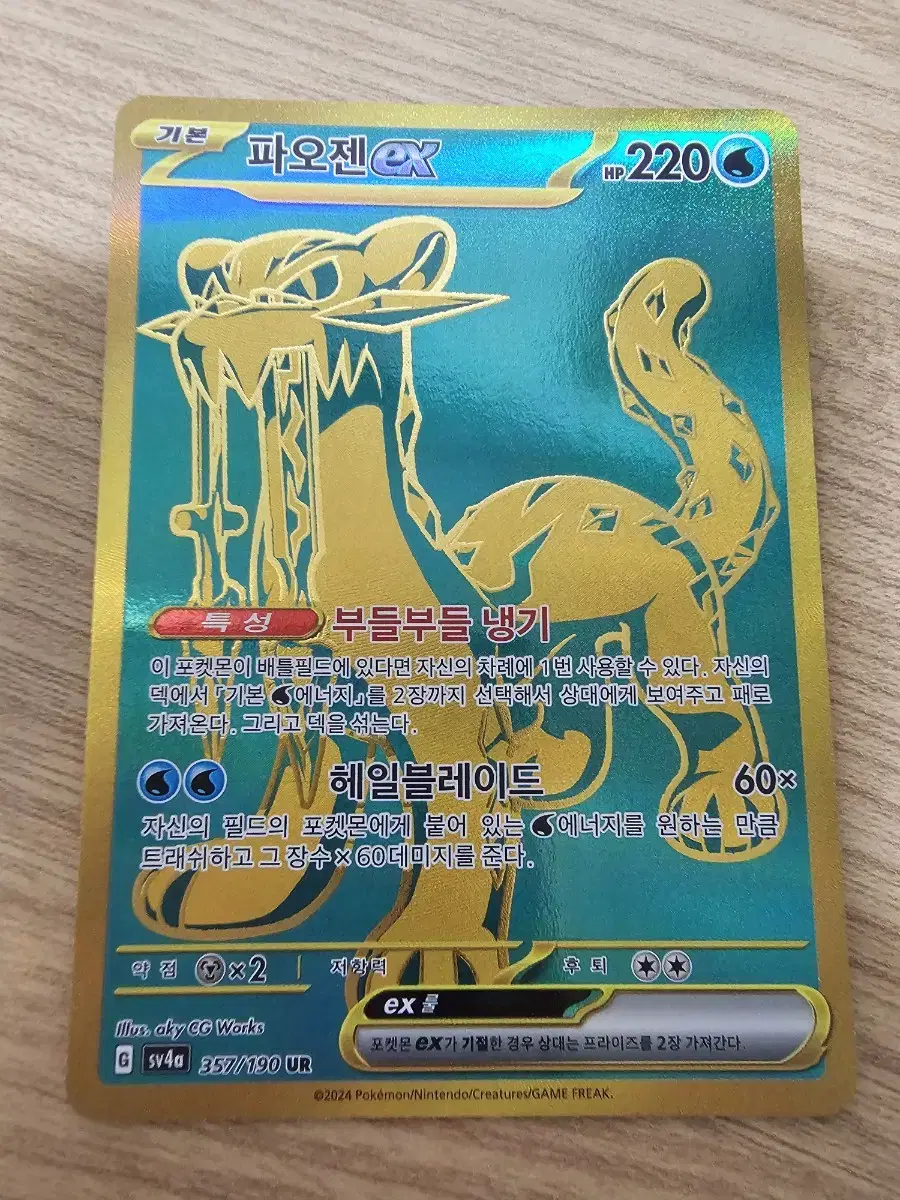 기본 파오젠 ex HP 220
특성 부들부들 냉기
이 포켓몬이 배틀필드에 있다면 자신의 차례에 1번 사용할 수 있다. 자신의
덱에서 「기본 에너지」를 2장까지 선택해서 상대에게 보여주고 패로
가져온다. 그리고 덱을 섞는다.
헤일블레이드 60×
자신의 필드의 포켓몬에게 붙어 있는 에너지를 원하는 만큼
트래쉬하고 그 장수×60데미지를 준다.
약점 ×2 저항력 후퇴
ex 룰
포켓몬 ex가 기절한 경우 상대는 프라이즈를 2장 가져간다.
Illus. aky CG Works
G sv4a 357/190 UR
©2024 Pokémon/Nintendo/Creatures/GAME FREAK.